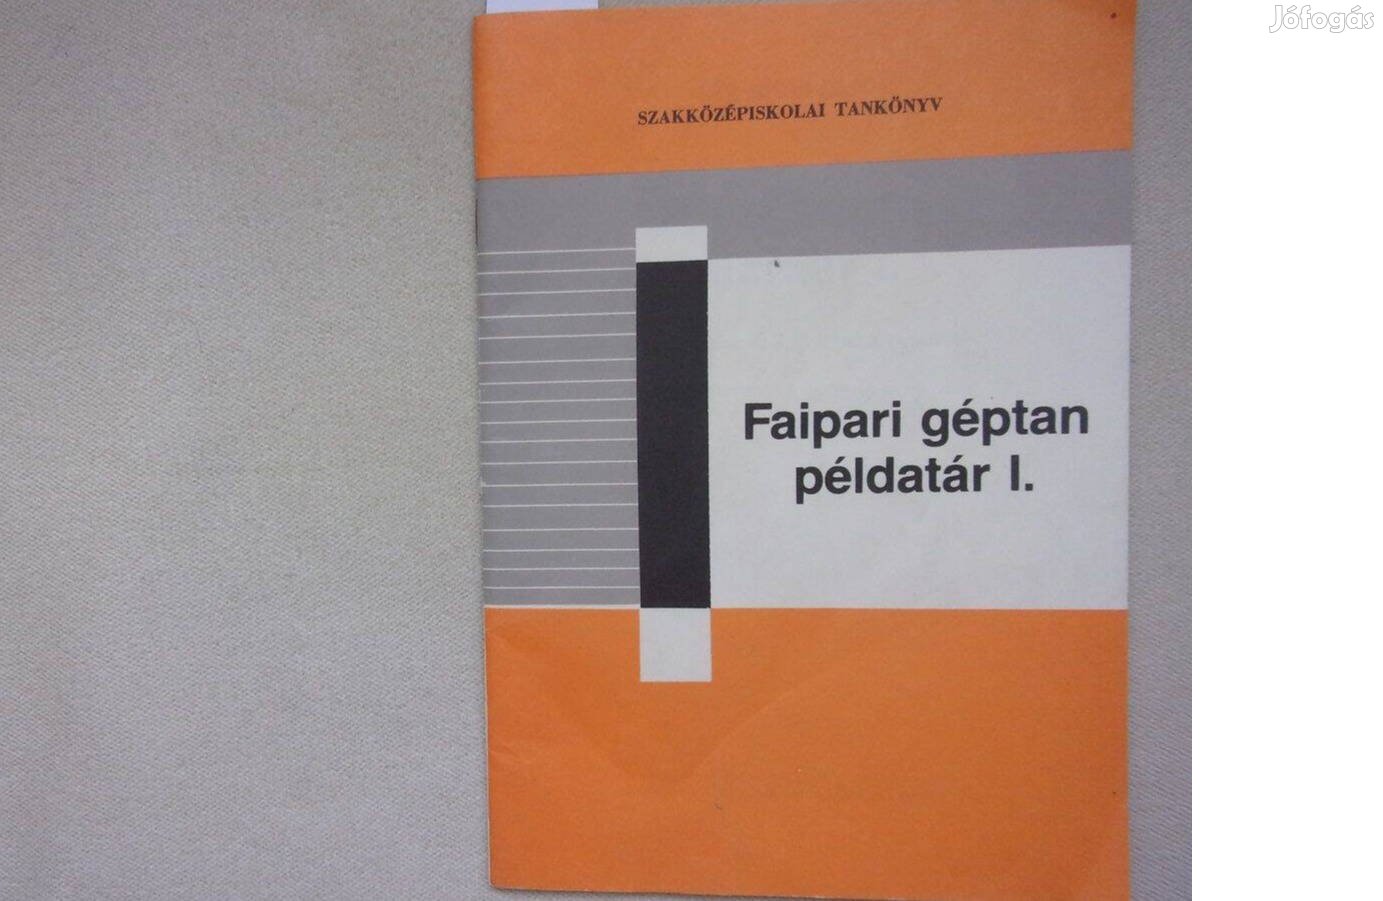 Jófogás
SZAKKÖZÉPISKOLAI TANKÖNYV
Faipari géptan
példatár I.